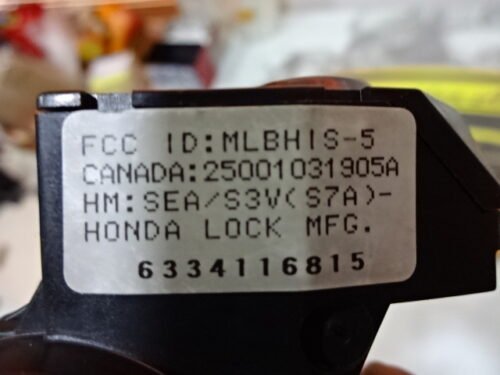 FCC ID:MLBHIS-5
CANADA:25001031905A
HM:SEA/S3V(S7A)-
HONDA LOCK MFG.
6334116815